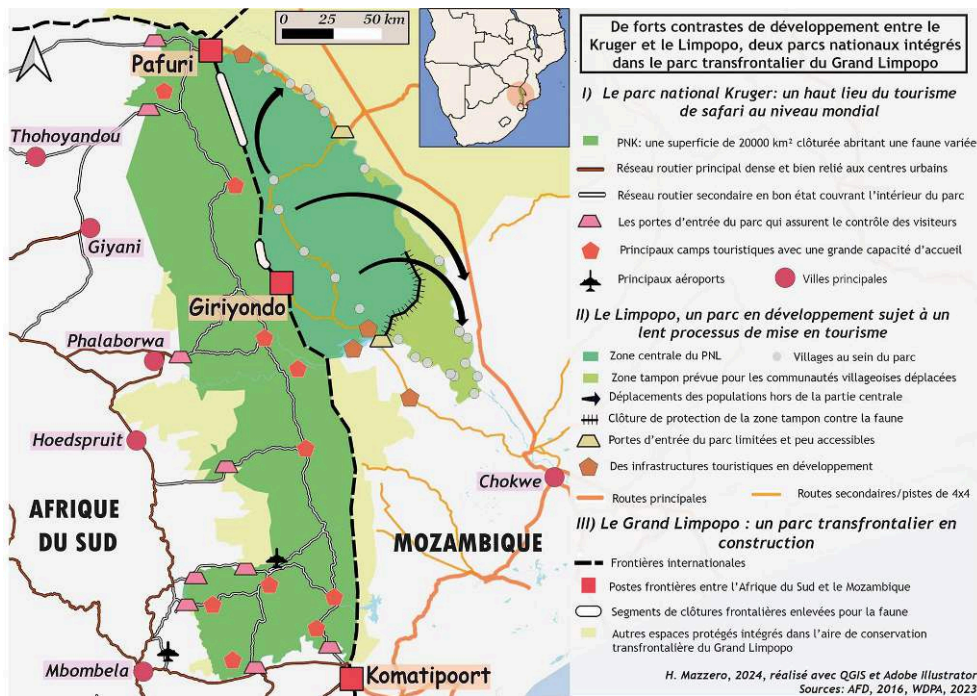 0 25 50 km
Pafuri
Thohoyandou
Giyani
Giriyondo
Phalaborwa
Hoedspruit
Chokwe
AFRIQUE
DU SUD
MOZAMBIQUE
Mbombela
Komatipoort
De forts contrastes de développement entre le
Kruger et le Limpopo, deux parcs nationaux intégrés
dans le parc transfrontalier du Grand Limpopo
I) Le parc national Kruger: un haut lieu du tourisme
de safari au niveau mondial
PNK: une superficie de 20000 km² clôturée abritant une faune variée
Réseau routier principal dense et bien relié aux centres urbains
Réseau routier secondaire en bon état couvrant l'intérieur du parc
Les portes d'entrée du parc qui assurent le contrôle des visiteurs
Principaux camps touristiques avec une grande capacité d'accueil
Principaux aéroports Villes principales
II) Le Limpopo, un parc en développement sujet à un
lent processus de mise en tourisme
Zone centrale du PNL Villages au sein du parc
Zone tampon prévue pour les communautés villageoises déplacées
Déplacements des populations hors de la partie centrale
Clôture de protection de la zone tampon contre la faune
Portes d'entrée du parc limitées et peu accessibles
Des infrastructures touristiques en développement
Routes principales Routes secondaires/pistes de 4x4
III) Le Grand Limpopo : un parc transfrontalier en
construction
Frontières internationales
Postes frontières entre l'Afrique du Sud et le Mozambique
Segments de clôtures frontalières enlevées pour la faune
Autres espaces protégés intégrés dans l'aire de conservation
transfrontalière du Grand Limpopo
H. Mazzero, 2024, réalisé avec QGIS et Adobe Illustrator
Sources: AFD, 2016, WDPA, 2023